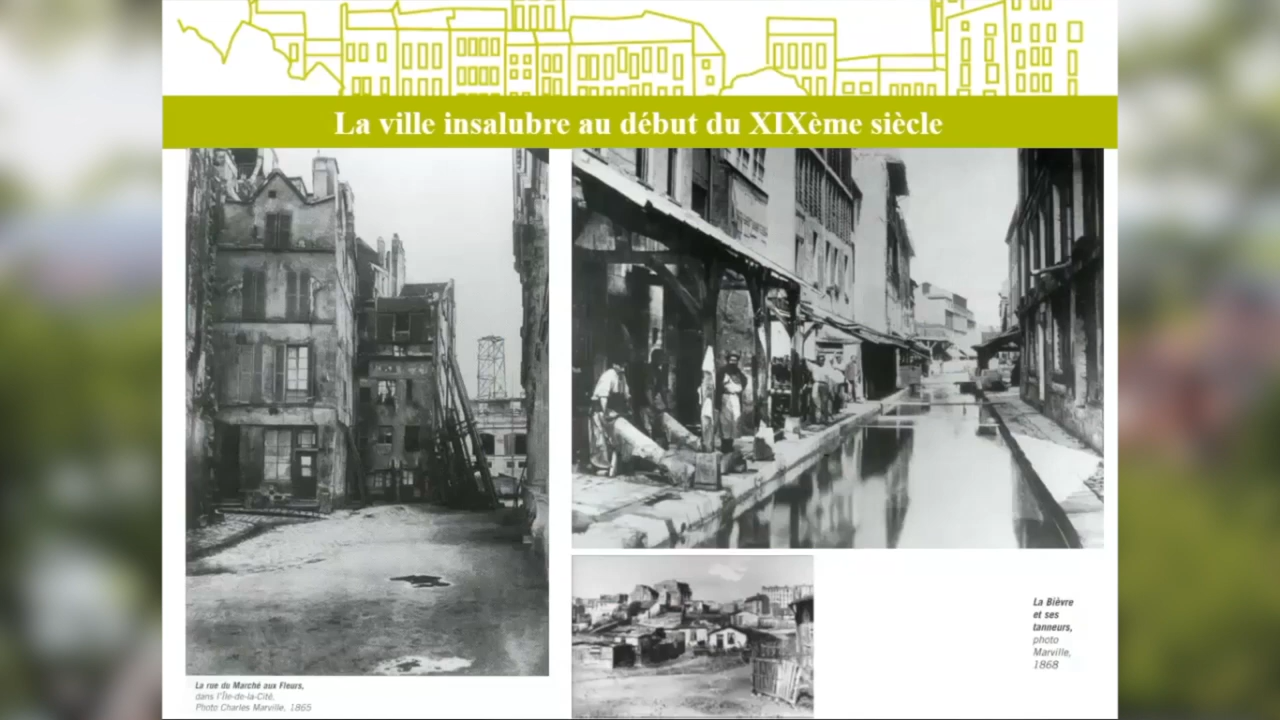 La ville insalubre au début du XIXème siècle
La rue du Marché aux Fleurs,
dans l'Île-de-la-Cité.
Photo Charles Marville, 1865
La Bièvre
et ses
tanneurs,
photo
Marville,
1868